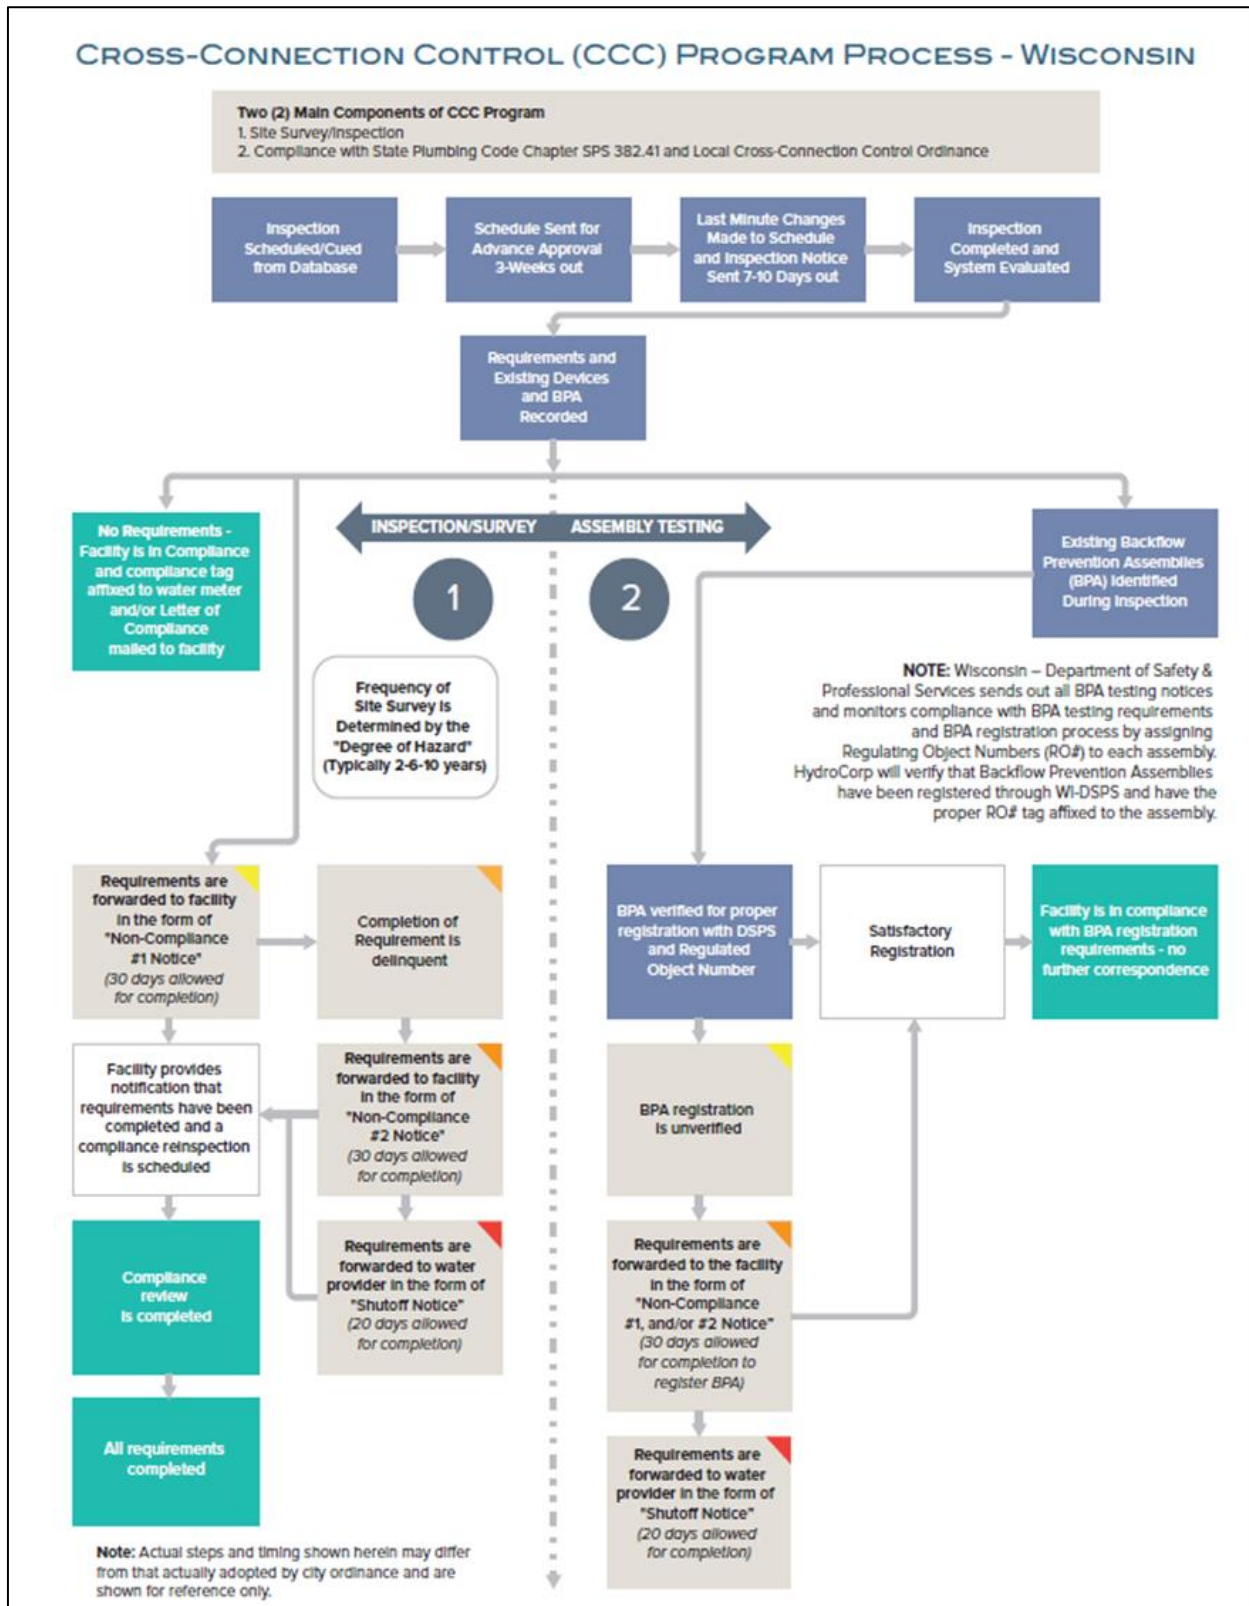 CROSS-CONNECTION CONTROL (CCC) PROGRAM PROCESS - WISCONSIN
Two (2) Main Components of CCC Program
1. Site Survey/Inspection
2. Compliance with State Plumbing Code Chapter SPS 382.41 and Local Cross-Connection Control Ordinance
Inspection
Scheduled/Cued
from Database
Schedule Sent for
Advance Approval
3-Weeks out
Last Minute Changes
Made to Schedule
and Inspection Notice
Sent 7-10 Days out
Inspection
Completed and
System Evaluated
Requirements and
Existing Devices
and BPA
Recorded
No Requirements -
Facility is in Compliance
and compliance tag
affixed to water meter
and/or Letter of
Compliance
mailed to facility
INSPECTION/SURVEY
ASSEMBLY TESTING
1
2
Existing Backflow
Prevention Assemblies
(BPA) Identified
During Inspection
Frequency of
Site Survey is
Determined by the
"Degree of Hazard"
(Typically 2-6-10 years)
NOTE: Wisconsin – Department of Safety &
Professional Services sends out all BPA testing notices
and monitors compliance with BPA testing requirements
and BPA registration process by assigning
Regulating Object Numbers (RO#) to each assembly.
HydroCorp will verify that Backflow Prevention Assemblies
have been registered through WI-DSPS and have the
proper RO# tag affixed to the assembly.
Requirements are
forwarded to facility
in the form of
"Non-Compliance
#1 Notice"
(30 days allowed
for completion)
Completion of
Requirement is
delinquent
BPA verified for proper
registration with DSPS
and Regulated
Object Number
Satisfactory
Registration
Facility is in compliance
with BPA registration
requirements - no
further correspondence
Facility provides
notification that
requirements have been
completed and a
compliance reinspection
is scheduled
Requirements are
forwarded to facility
in the form of
"Non-Compliance
#2 Notice"
(30 days allowed
for completion)
BPA registration
is unverified
Compliance
review
is completed
Requirements are
forwarded to water
provider in the form of
"Shutoff Notice"
(20 days allowed
for completion)
Requirements are
forwarded to the facility
in the form of
"Non-Compliance
#1, and/or #2 Notice"
(30 days allowed
for completion to
register BPA)
All requirements
completed
Requirements are
forwarded to water
provider in the form of
"Shutoff Notice"
(20 days allowed
for completion)
Note: Actual steps and timing shown herein may differ
from that actually adopted by city ordinance and are
shown for reference only.